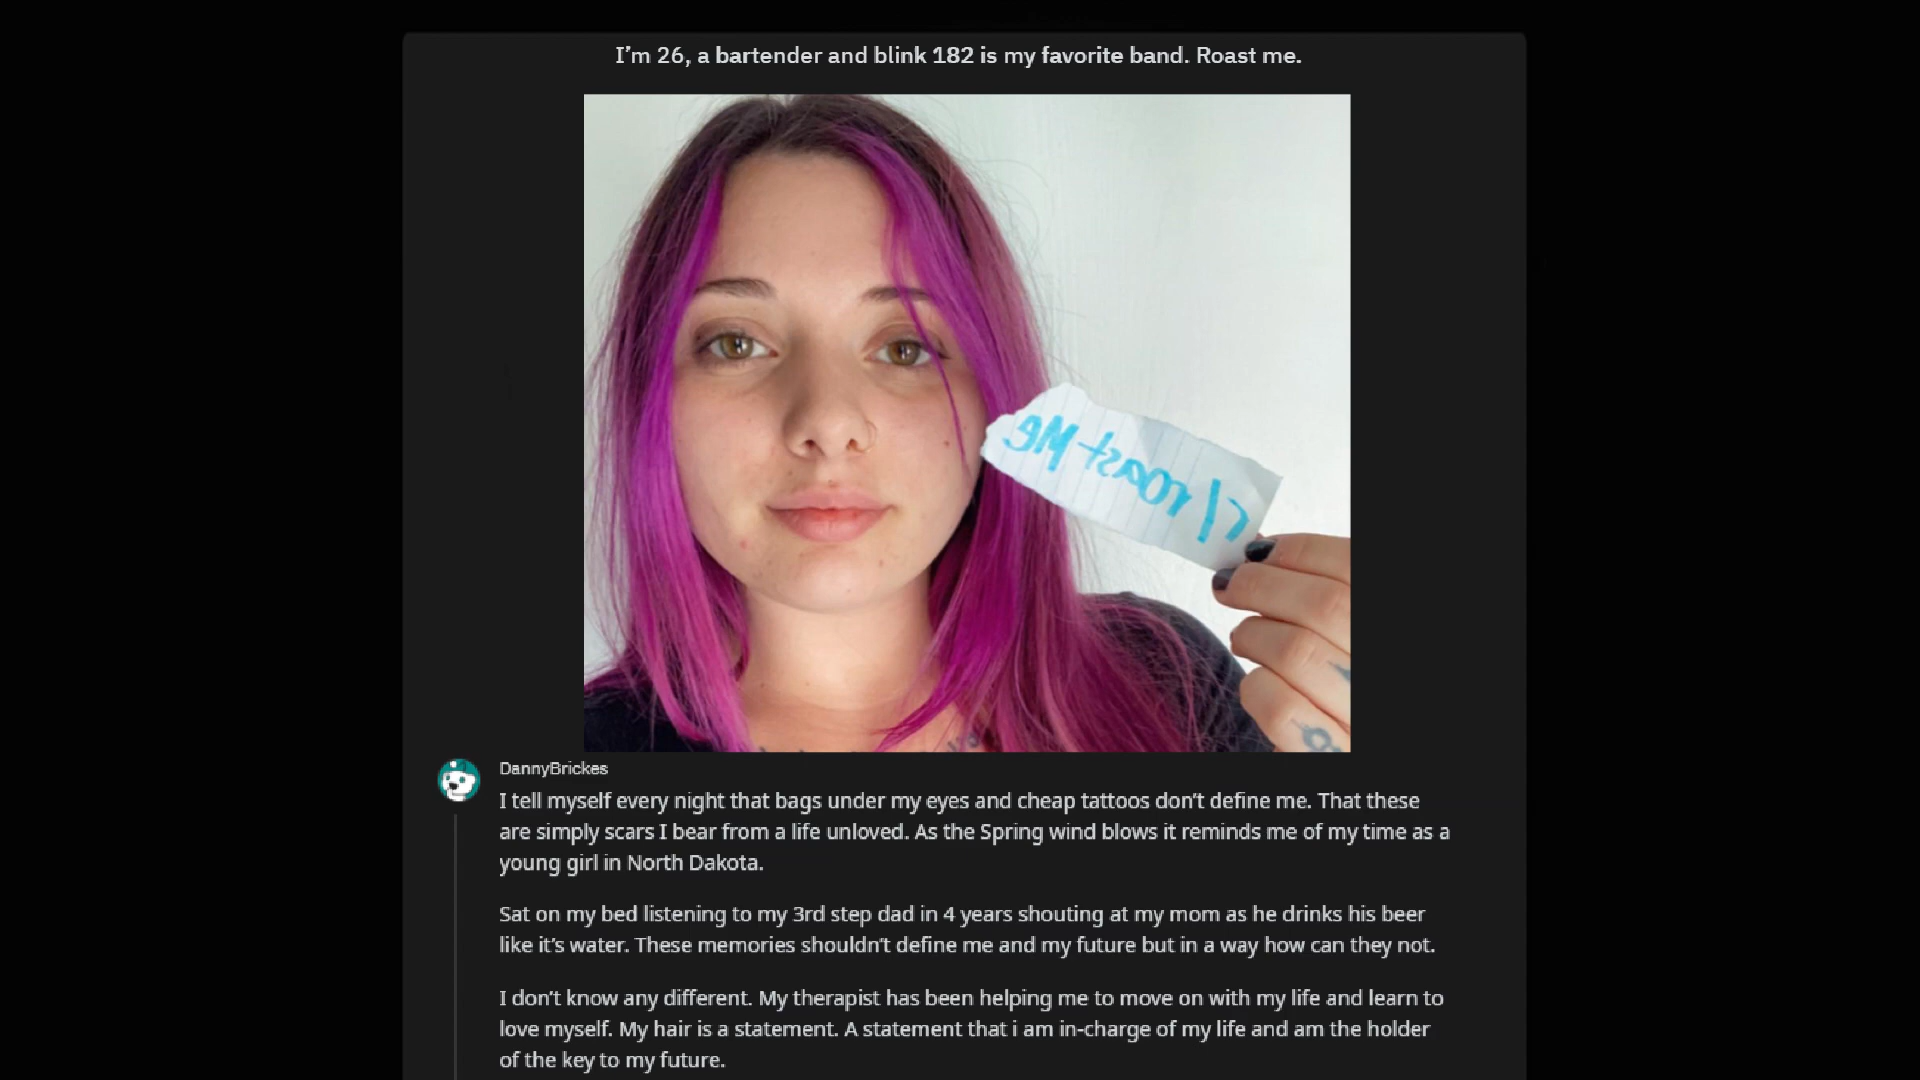 I'm 26, a bartender and blink 182 is my favorite band. Roast me.
r/roastMe
DannyBrickes
I tell myself every night that bags under my eyes and cheap tattoos don't define me. That these
are simply scars I bear from a life unloved. As the Spring wind blows it reminds me of my time as a
young girl in North Dakota.
Sat on my bed listening to my 3rd step dad in 4 years shouting at my mom as he drinks his beer
like it's water. These memories shouldn't define me and my future but in a way how can they not.
I don't know any different. My therapist has been helping me to move on with my life and learn to
love myself. My hair is a statement. A statement that i am in-charge of my life and am the holder
of the key to my future.